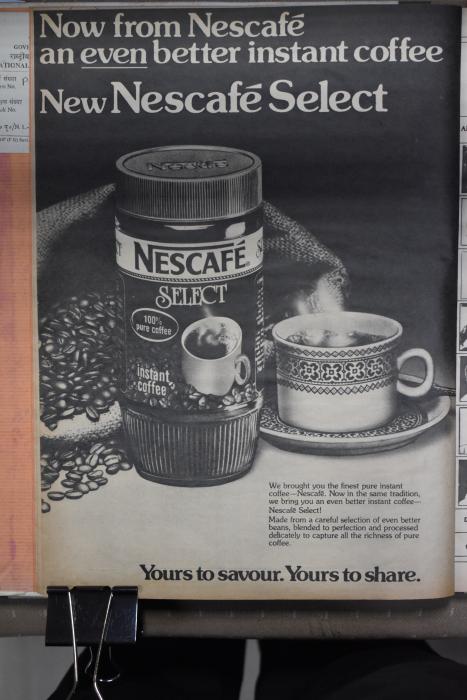 Now from Nescafé
an even better instant coffee
New Nescafé Select
NESCAFÉ
NESCAFÉ
SELECT
100%
pure coffee
instant
coffee
We brought you the finest pure instant
coffee—Nescafé. Now in the same tradition,
we bring you an even better instant coffee—
Nescafé Select!
Made from a careful selection of even better
beans, blended to perfection and processed
delicately to capture all the richness of pure
coffee.
Yours to savour. Yours to share.